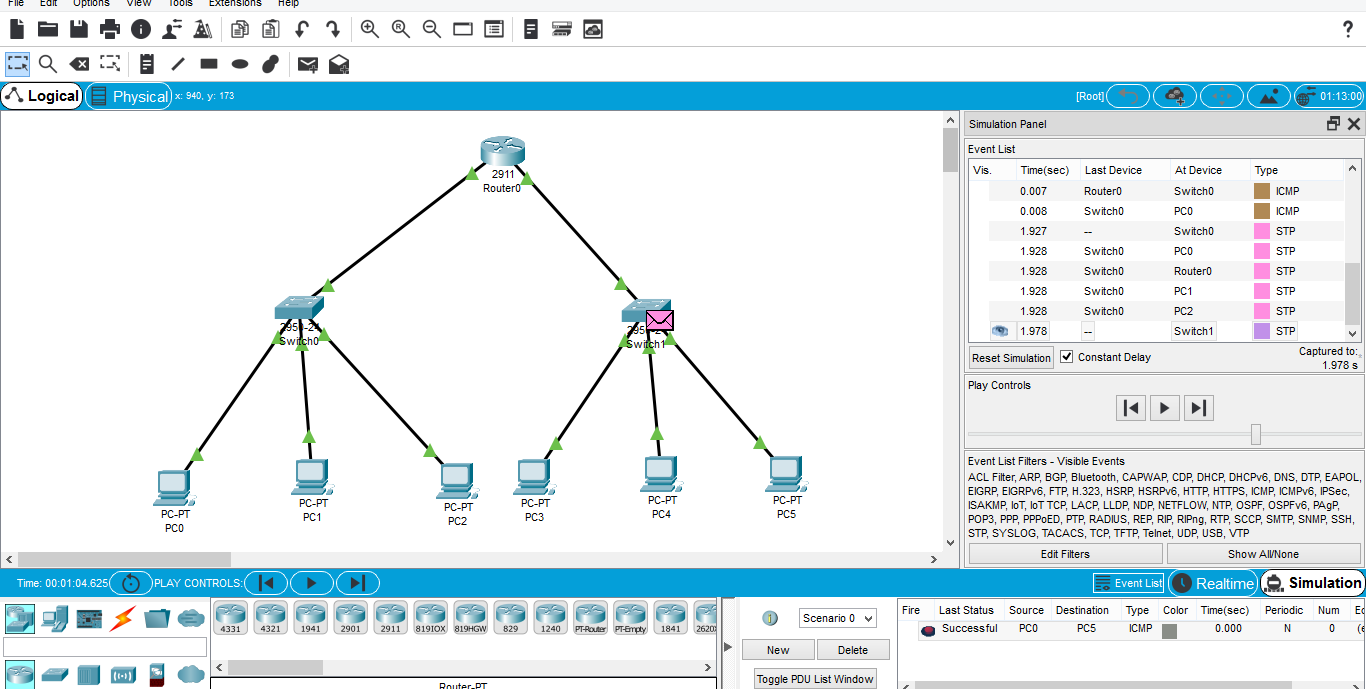 File Edit Options View Tools Extensions Help
Logical Physical x: 940, y: 173 [Root] 01:13:00
2911
Router0
Switch0
Switch1
PC-PT
PC0
PC-PT
PC1
PC-PT
PC2
PC-PT
PC3
PC-PT
PC4
PC-PT
PC5
Simulation Panel
Event List
Vis. Time(sec) Last Device At Device Type
0.007 Router0 Switch0 ICMP
0.008 Switch0 PC0 ICMP
1.927 -- Switch0 STP
1.928 Switch0 PC0 STP
1.928 Switch0 Router0 STP
1.928 Switch0 PC1 STP
1.928 Switch0 PC2 STP
1.978 -- Switch1 STP
Reset Simulation Constant Delay Captured to:
1.978 s
Play Controls
Event List Filters - Visible Events
ACL Filter, ARP, BGP, Bluetooth, CAPWAP, CDP, DHCP, DHCPv6, DNS, DTP, EAPOL,
EIGRP, EIGRPv6, FTP, H.323, HSRP, HSRPv6, HTTP, HTTPS, ICMP, ICMPv6, IPSec,
ISAKMP, IoT, IoT TCP, LACP, LLDP, NDP, NETFLOW, NTP, OSPF, OSPFv6, PAgP,
POP3, PPP, PPPoED, PTP, RADIUS, REP, RIP, RIPng, RTP, SCCP, SMTP, SNMP, SSH,
STP, SYSLOG, TACACS, TCP, TFTP, Telnet, UDP, USB, VTP
Edit Filters Show All/None
Time: 00:01:04.625 PLAY CONTROLS: Event List Realtime Simulation
4331 4321 1941 2901 2911 819IOX 819HGW 829 1240 PT-Router PT-Empty 1841 2620X
Router-PT
Scenario 0
New Delete
Toggle PDU List Window
Fire Last Status Source Destination Type Color Time(sec) Periodic Num
Successful PC0 PC5 ICMP 0.000 N 0